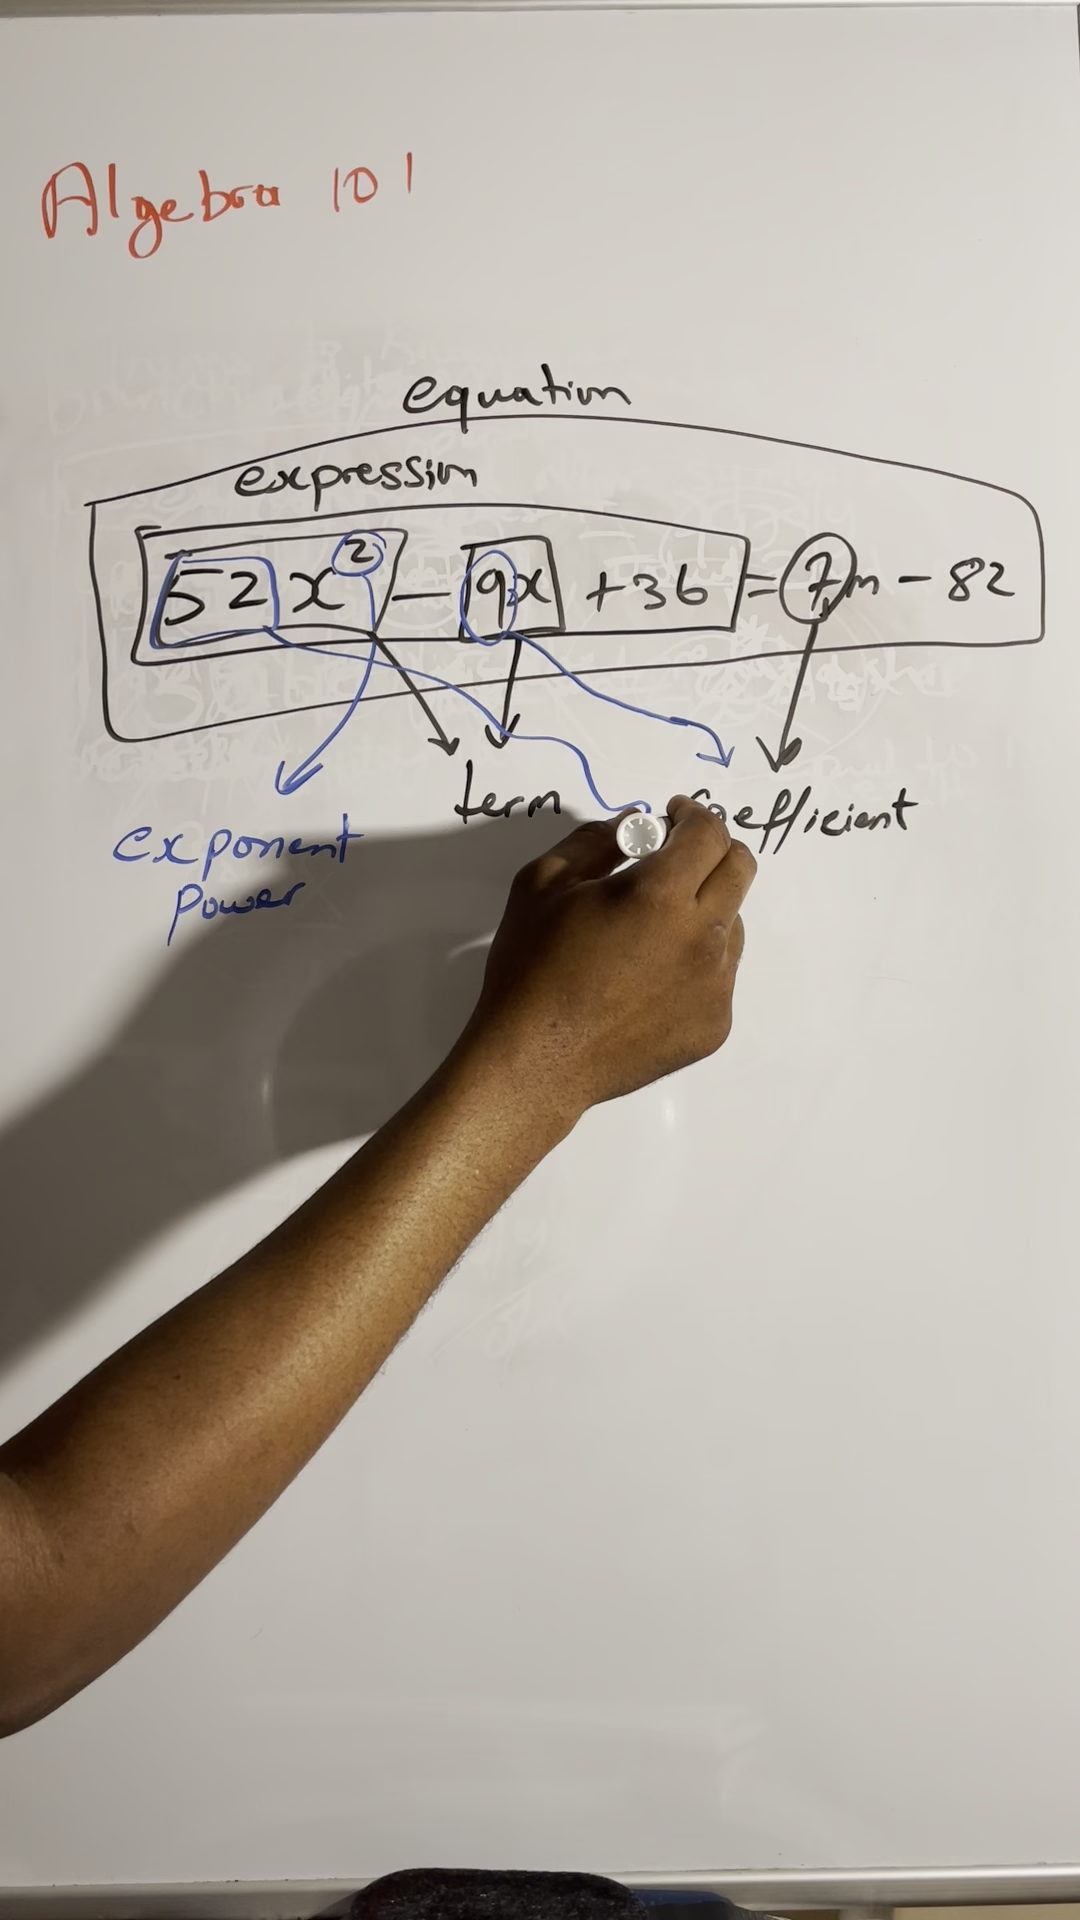 Algebra 101
equation
expression
52x² - 9x + 36 = 7m - 82
term
coefficient
exponent
power